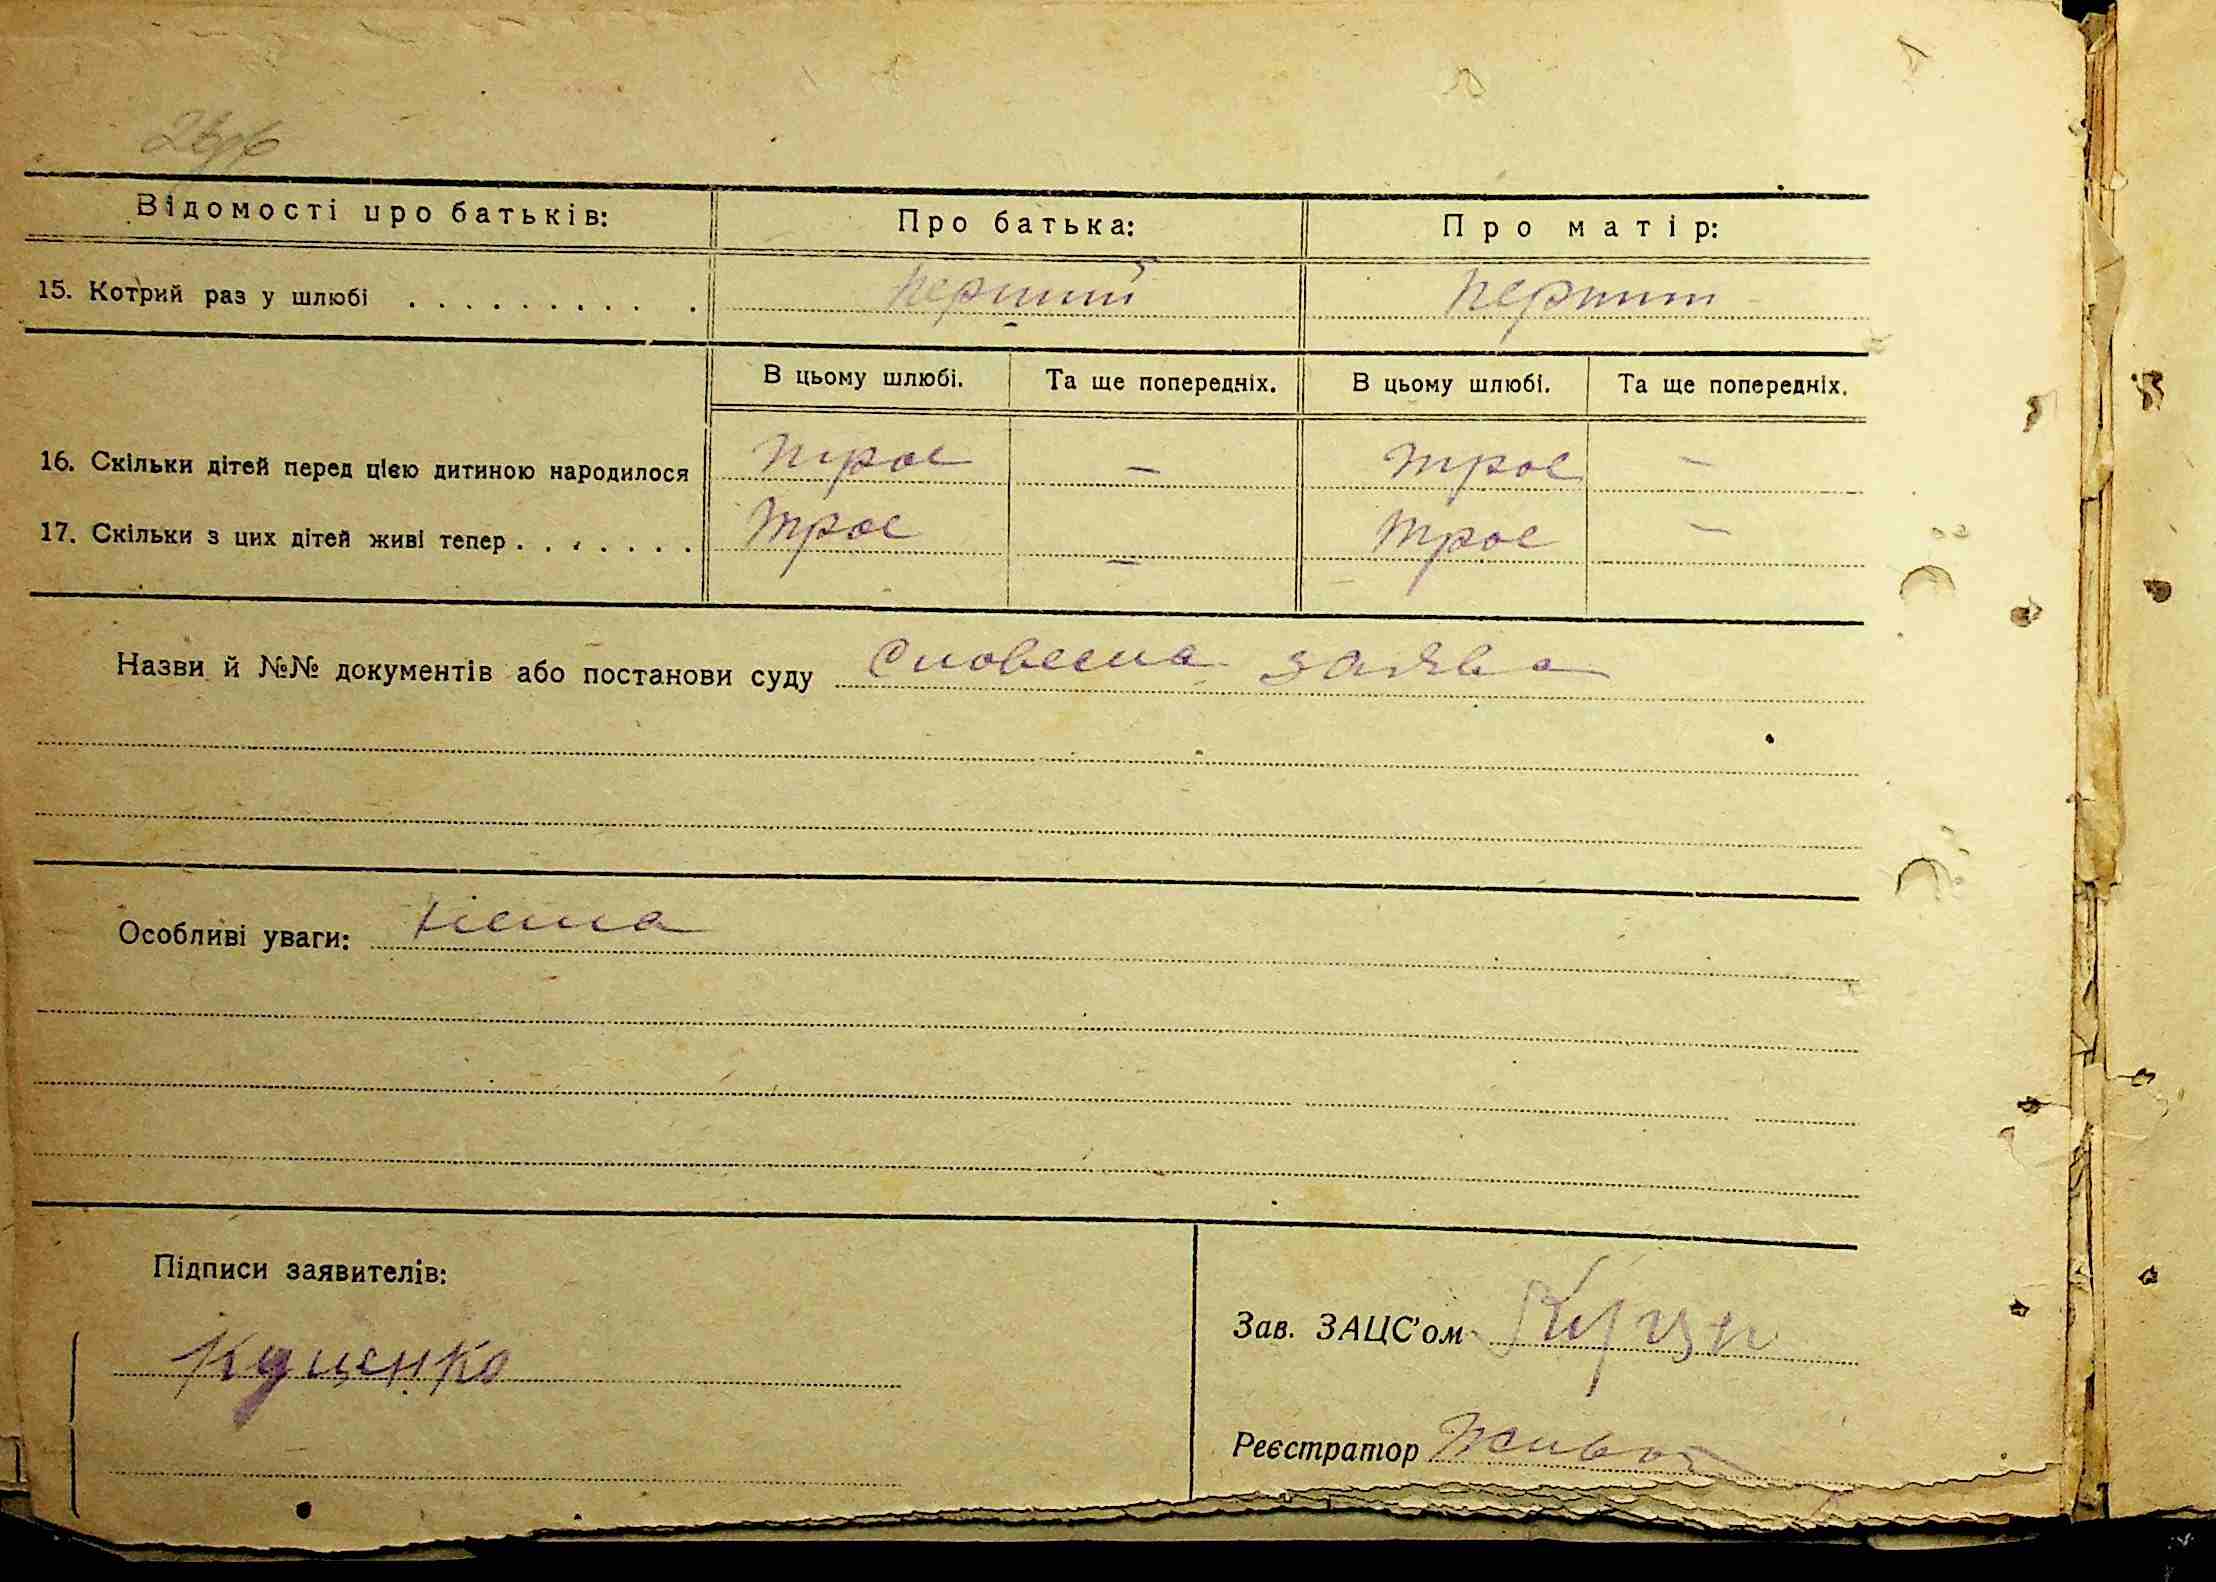 Відомості про батьків: Про батька: Про матір:
15. Котрий раз у шлюбі . . . . . . . . . . . перший перший
В цьому шлюбі. Та ще попередніх. В цьому шлюбі. Та ще попередніх.
16. Скільки дітей перед цією дитиною народилося троє — троє —
17. Скільки з цих дітей живі тепер . . . . . . . троє — троє —
Назви й №№ документів або постанови суду Словесна заява
Особливі уваги: нема
Підписи заявителів:
Куценко
Зав. ЗАЦС'ом
Реєстратор